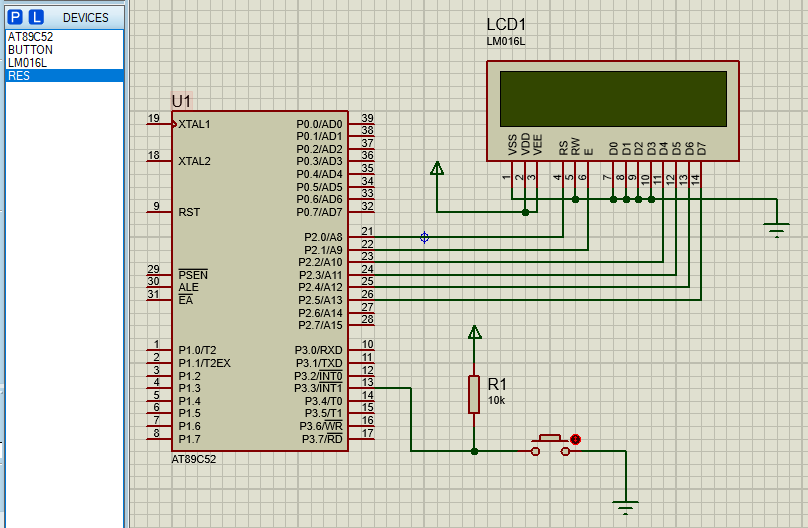 P L DEVICES
AT89C52
BUTTON
LM016L
RES
LCD1
LM016L
VSS VDD VEE RS RW E D0 D1 D2 D3 D4 D5 D6 D7
1 2 3 4 5 6 7 8 9 10 11 12 13 14
U1
19 XTAL1 P0.0/AD0 39
P0.1/AD1 38
P0.2/AD2 37
18 XTAL2 P0.3/AD3 36
P0.4/AD4 35
P0.5/AD5 34
P0.6/AD6 33
9 RST P0.7/AD7 32
P2.0/A8 21
P2.1/A9 22
P2.2/A10 23
29 PSEN P2.3/A11 24
30 ALE P2.4/A12 25
31 EA P2.5/A13 26
P2.6/A14 27
P2.7/A15 28
1 P1.0/T2 P3.0/RXD 10
2 P1.1/T2EX P3.1/TXD 11
3 P1.2 P3.2/INT0 12
4 P1.3 P3.3/INT1 13
5 P1.4 P3.4/T0 14
6 P1.5 P3.5/T1 15
7 P1.6 P3.6/WR 16
8 P1.7 P3.7/RD 17
AT89C52
R1
10k